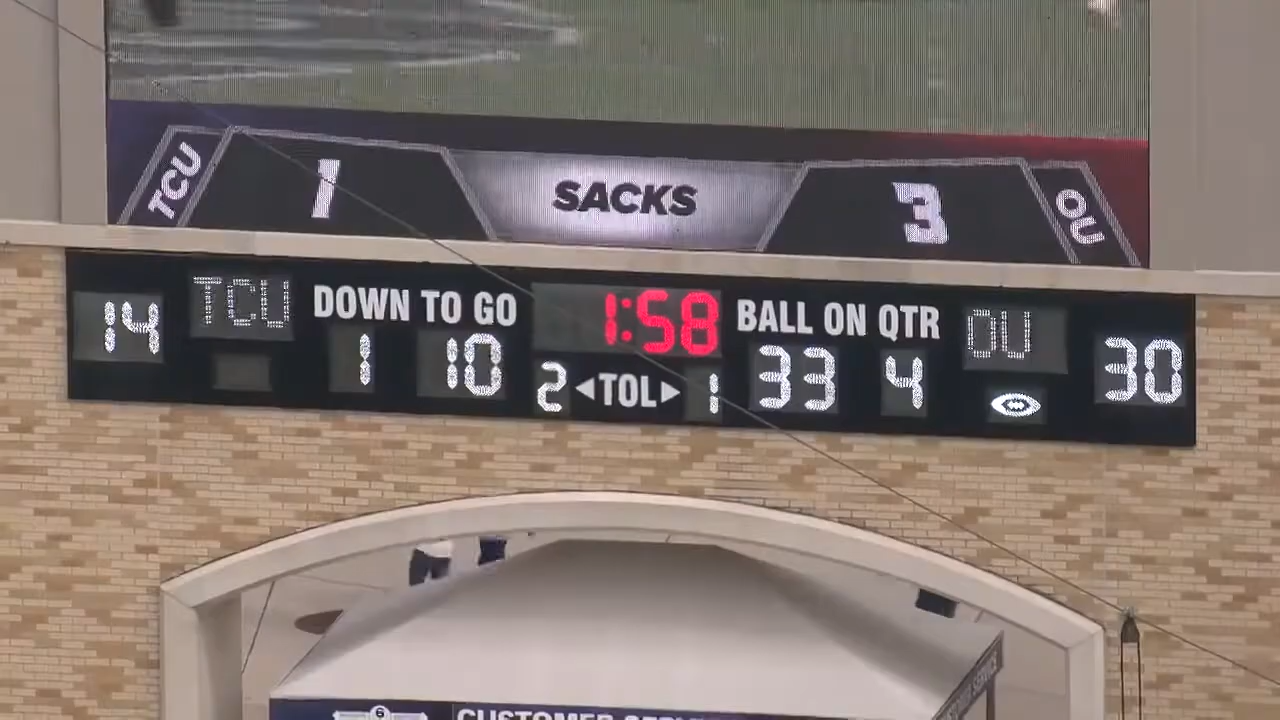 TCU 1 SACKS 3 OU
14 TCU DOWN TO GO 1:58 BALL ON QTR OU 30
1 10 2 ◄TOL► 1 33 4
6 CUSTOMER